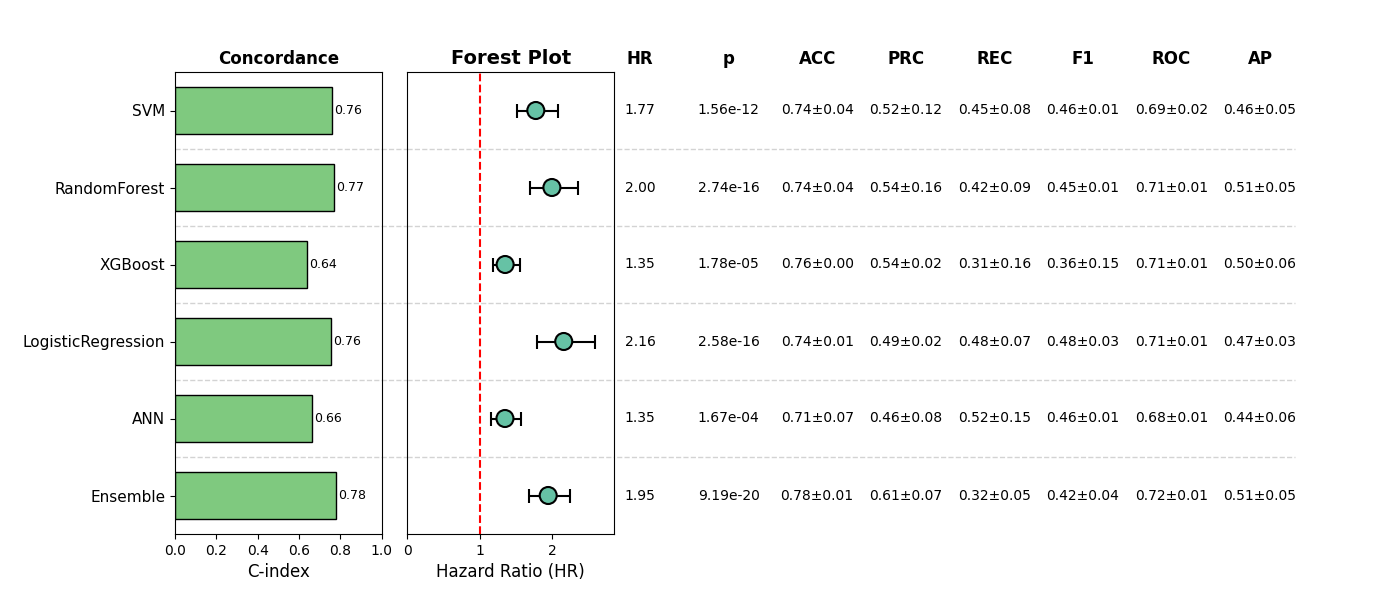 Concordance Forest Plot HR p ACC PRC REC F1 ROC AP
SVM 0.76 1.77 1.56e-12 0.74±0.04 0.52±0.12 0.45±0.08 0.46±0.01 0.69±0.02 0.46±0.05
RandomForest 0.77 2.00 2.74e-16 0.74±0.04 0.54±0.16 0.42±0.09 0.45±0.01 0.71±0.01 0.51±0.05
XGBoost 0.64 1.35 1.78e-05 0.76±0.00 0.54±0.02 0.31±0.16 0.36±0.15 0.71±0.01 0.50±0.06
LogisticRegression 0.76 2.16 2.58e-16 0.74±0.01 0.49±0.02 0.48±0.07 0.48±0.03 0.71±0.01 0.47±0.03
ANN 0.66 1.35 1.67e-04 0.71±0.07 0.46±0.08 0.52±0.15 0.46±0.01 0.68±0.01 0.44±0.06
Ensemble 0.78 1.95 9.19e-20 0.78±0.01 0.61±0.07 0.32±0.05 0.42±0.04 0.72±0.01 0.51±0.05
0.0 0.2 0.4 0.6 0.8 1.0 0 1 2
C-index Hazard Ratio (HR)